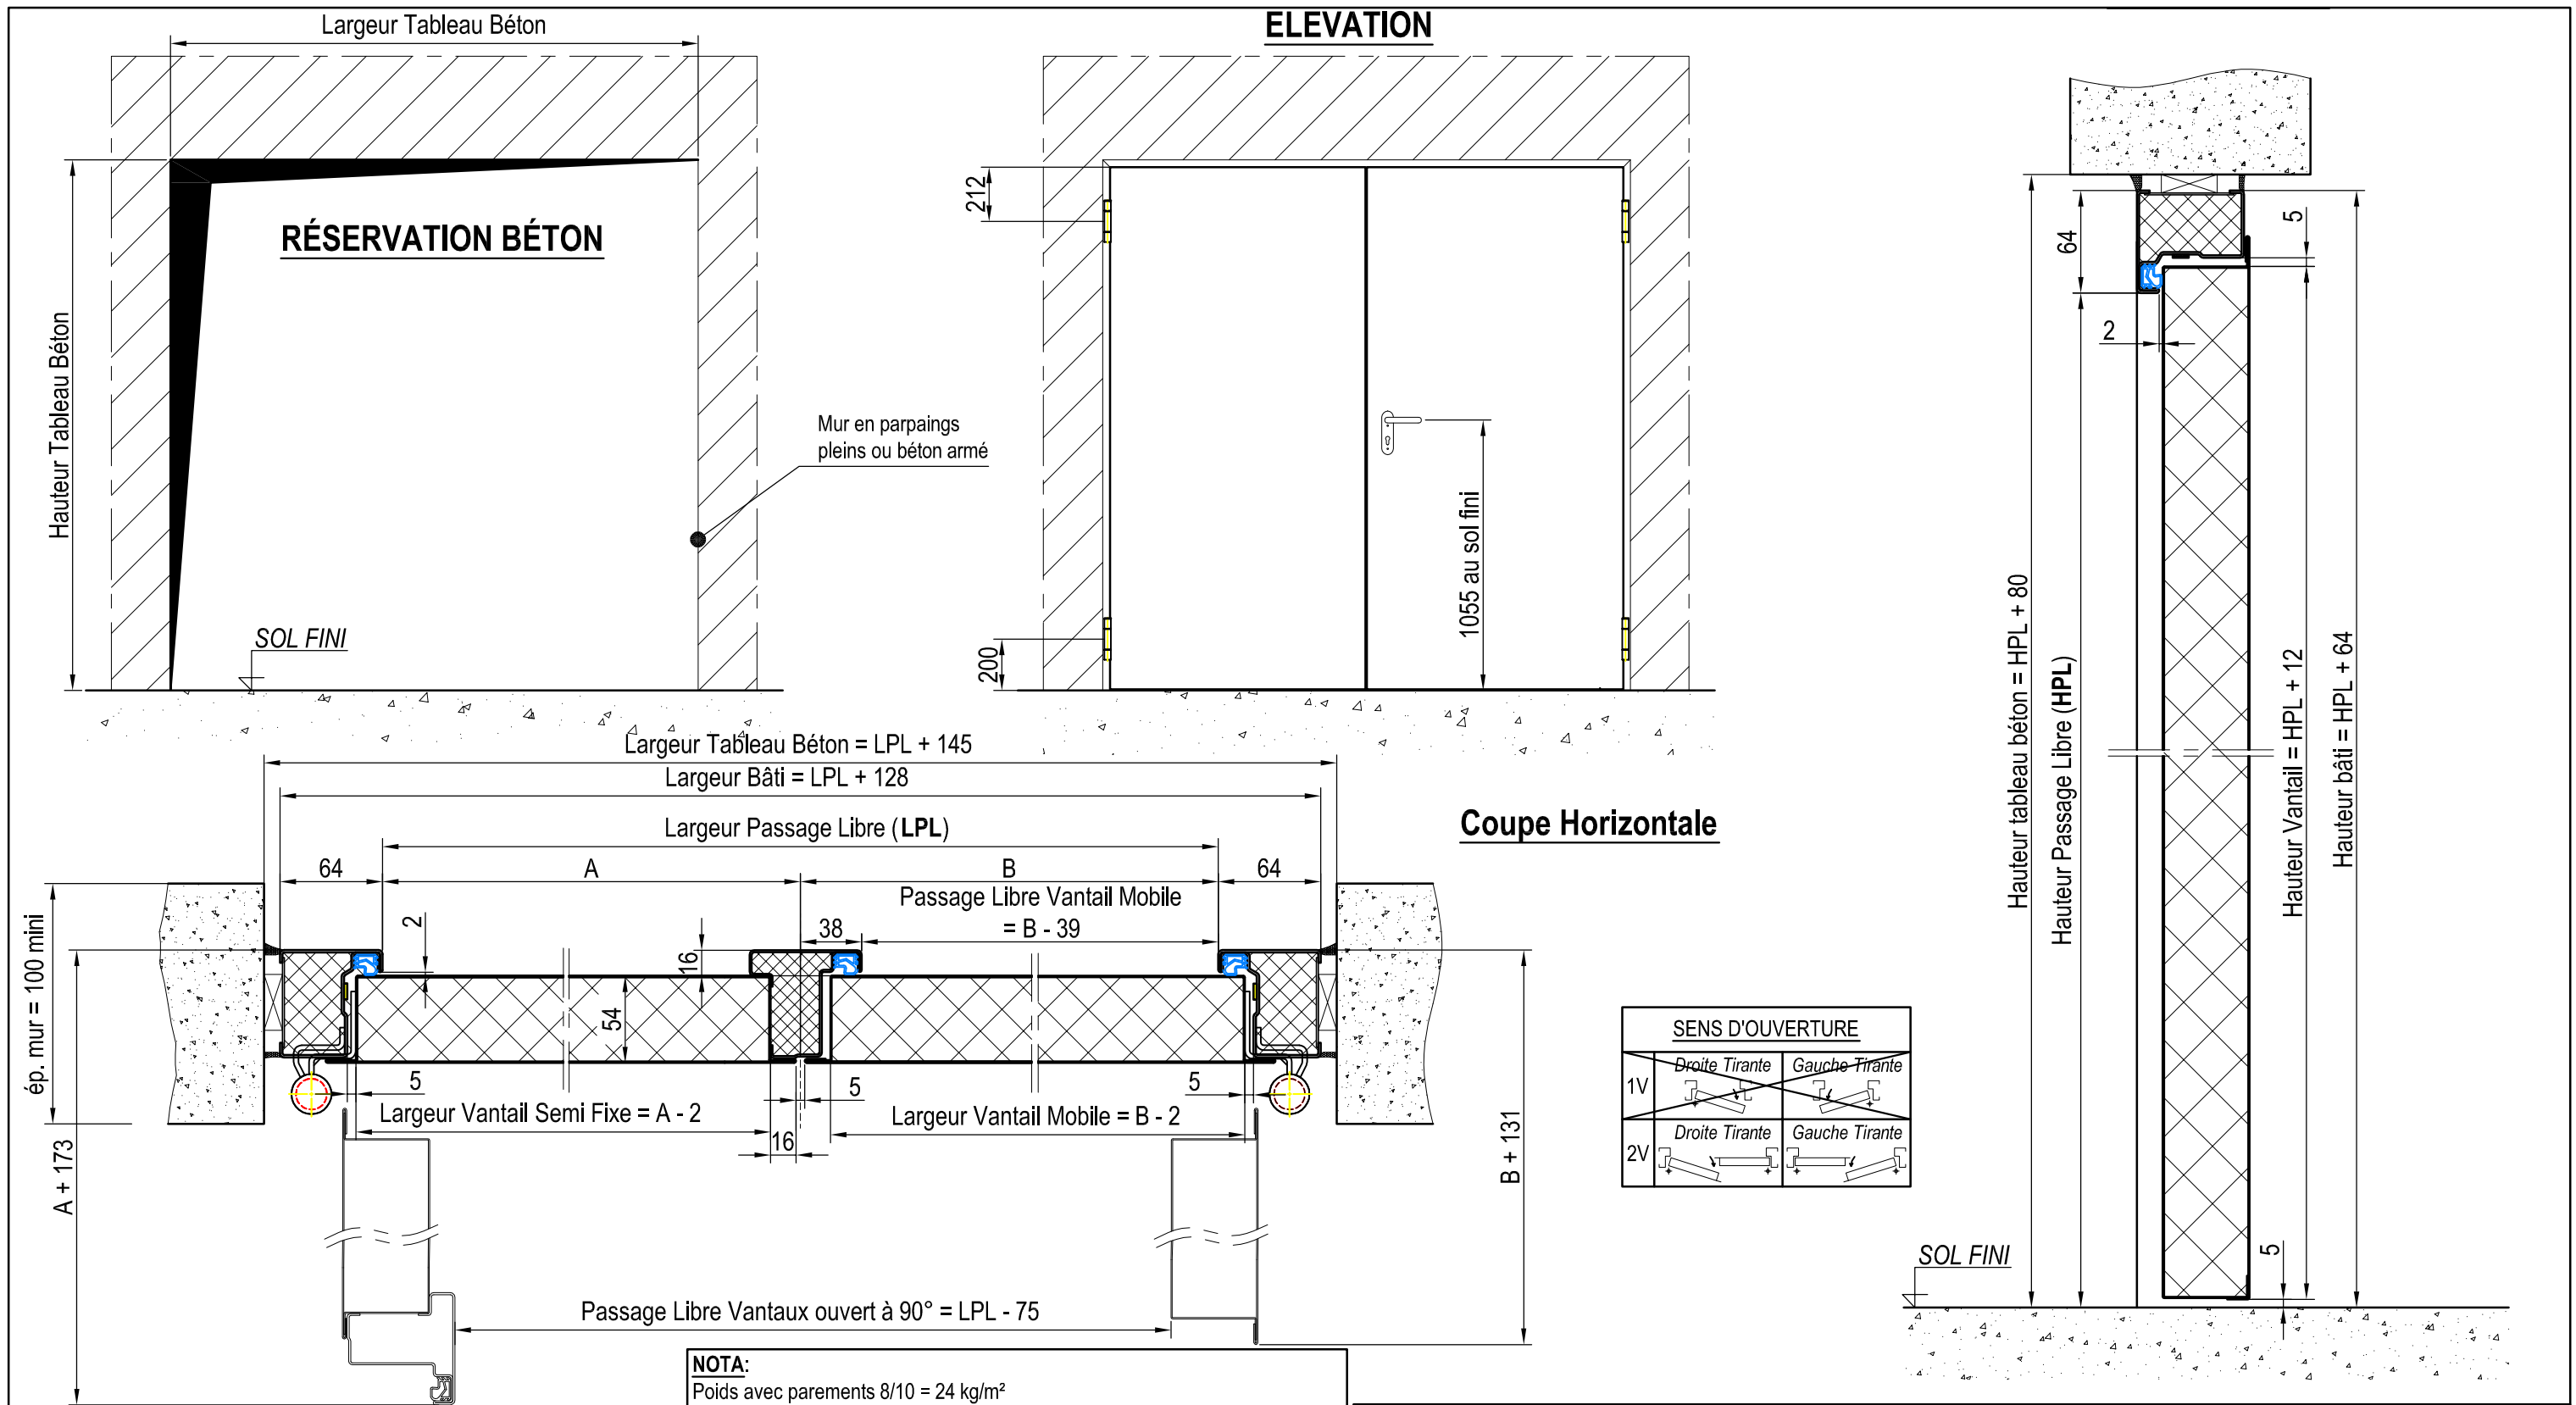 Largeur Tableau Béton
RÉSERVATION BÉTON
Hauteur Tableau Béton
Mur en parpaings
pleins ou béton armé
SOL FINI
ELEVATION
212
200
1055 au sol fini
64
5
2
Hauteur tableau béton = HPL + 80
Hauteur Passage Libre (HPL)
Hauteur Vantail = HPL + 12
Hauteur bâti = HPL + 64
5
SOL FINI
Largeur Tableau Béton = LPL + 145
Largeur Bâti = LPL + 128
Largeur Passage Libre (LPL)
Coupe Horizontale
64
A
B
64
Passage Libre Vantail Mobile
= B - 39
38
2
16
54
ép. mur = 100 mini
A + 173
B + 131
5
5
5
Largeur Vantail Semi Fixe = A - 2
16
Largeur Vantail Mobile = B - 2
Passage Libre Vantaux ouvert à 90° = LPL - 75
SENS D'OUVERTURE
1V
Droite Tirante
Gauche Tirante
2V
Droite Tirante
Gauche Tirante
NOTA:
Poids avec parements 8/10 = 24 kg/m²